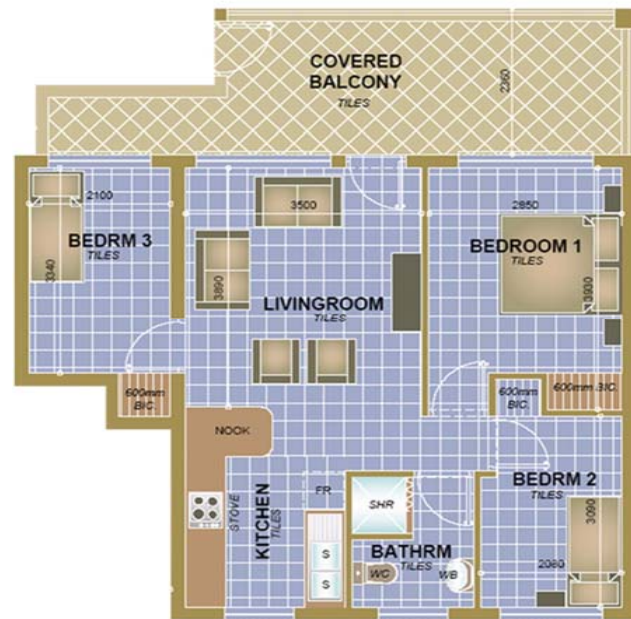 COVERED
BALCONY
TILES
2360
2100
BEDRM 3
TILES
3340
3500
3890
LIVINGROOM
TILES
2850
BEDROOM 1
TILES
3930
600mm
BIC.
600mm
BIC.
600mm BIC.
NOOK
STOVE
KITCHEN
TILES
FR
S
S
SHR
BATHRM
TILES
WC
WB
BEDRM 2
TILES
3090
2080